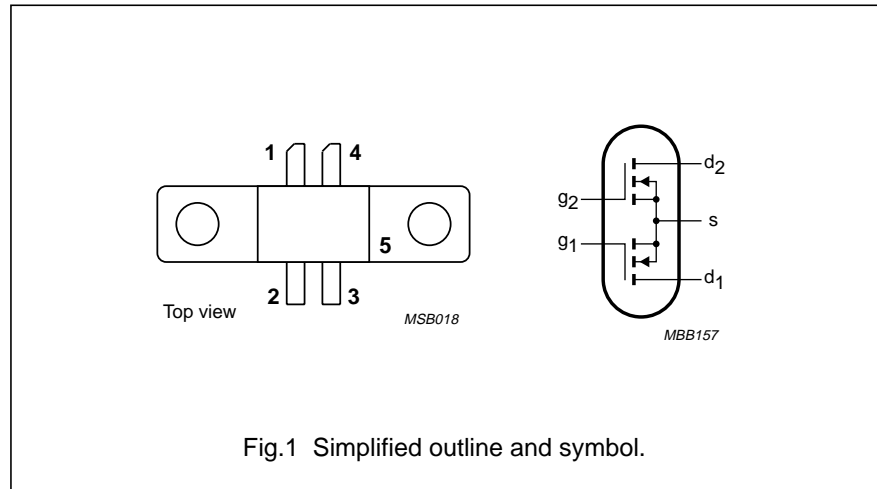 1 4
5
2 3
Top view
MSB018
d2
g2
s
g1
d1
MBB157
Fig.1 Simplified outline and symbol.